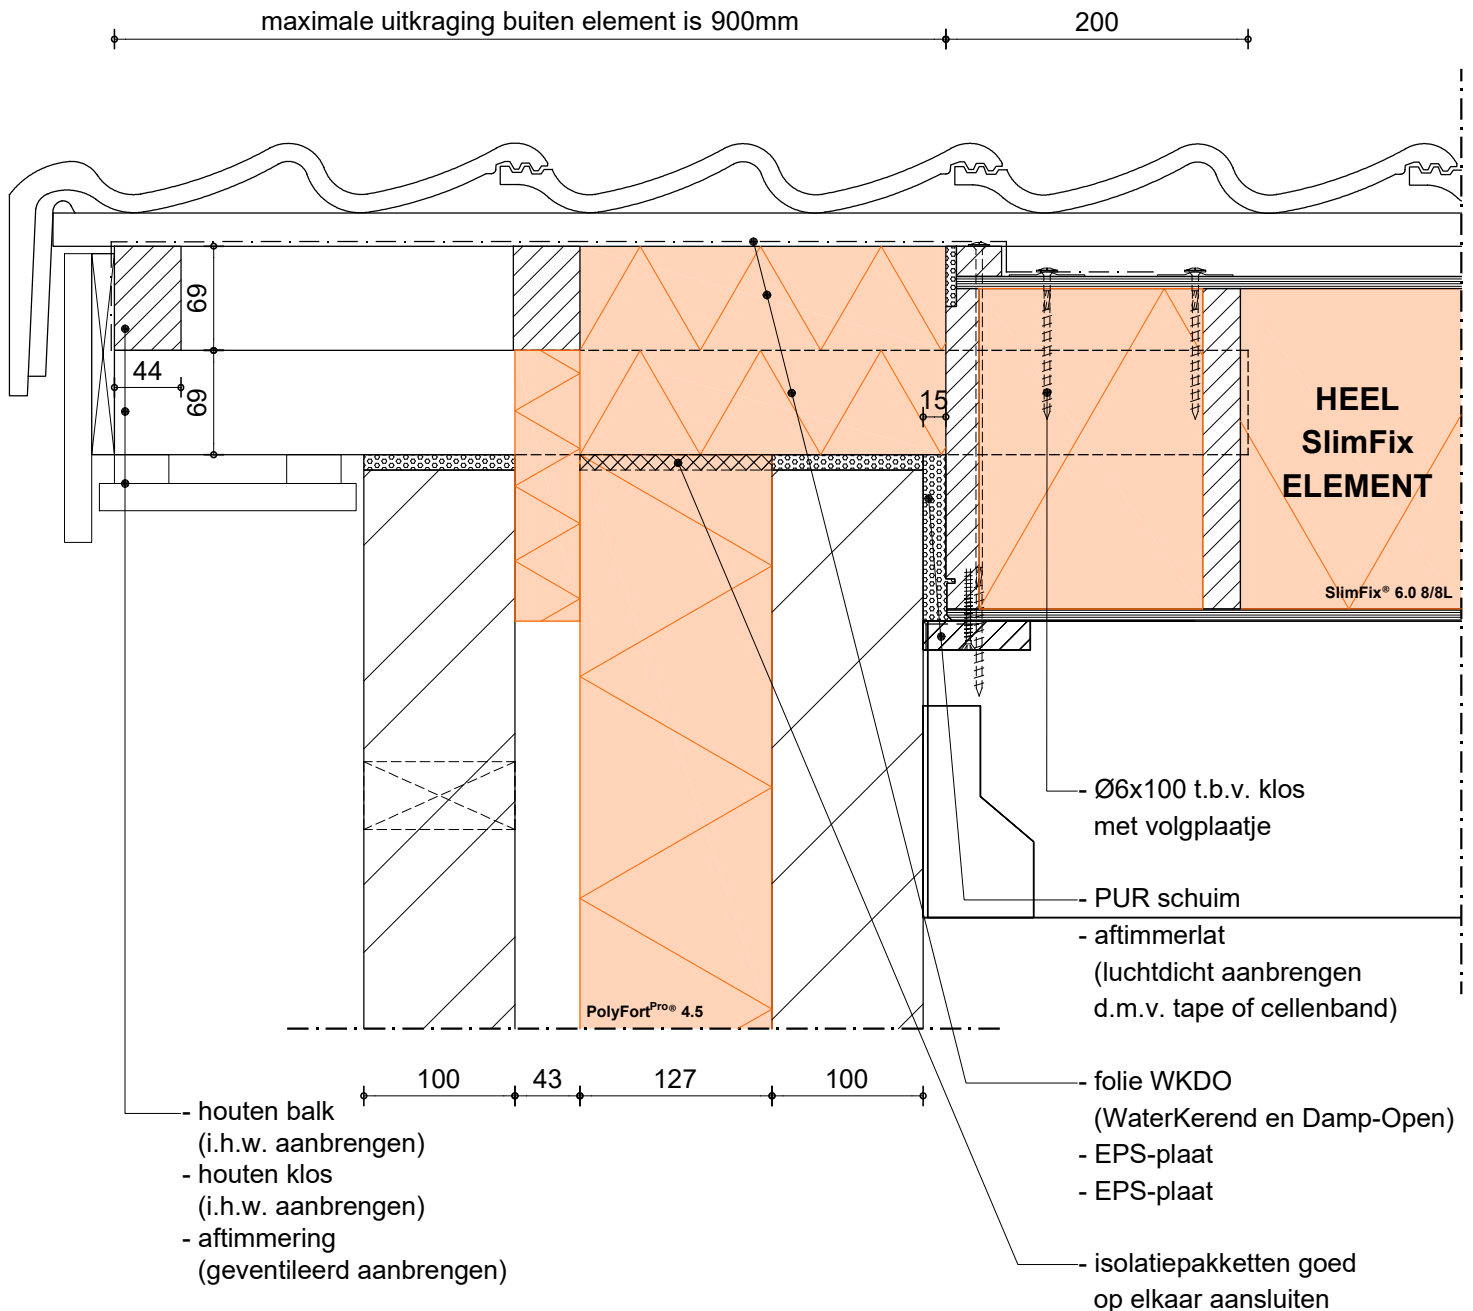 maximale uitkraging buiten element is 900mm
200
69
44
69
15
HEEL
SlimFix
ELEMENT
SlimFix® 6.0 8/8L
- Ø6x100 t.b.v. klos
met volgplaatje
- PUR schuim
- aftimmerlat
(luchtdicht aanbrengen
d.m.v. tape of cellenband)
PolyFortPro® 4.5
100
43
127
100
- folie WKDO
(WaterKerend en Damp-Open)
- EPS-plaat
- EPS-plaat
- houten balk
(i.h.w. aanbrengen)
- houten klos
(i.h.w. aanbrengen)
- aftimmering
(geventileerd aanbrengen)
- isolatiepakketten goed
op elkaar aansluiten